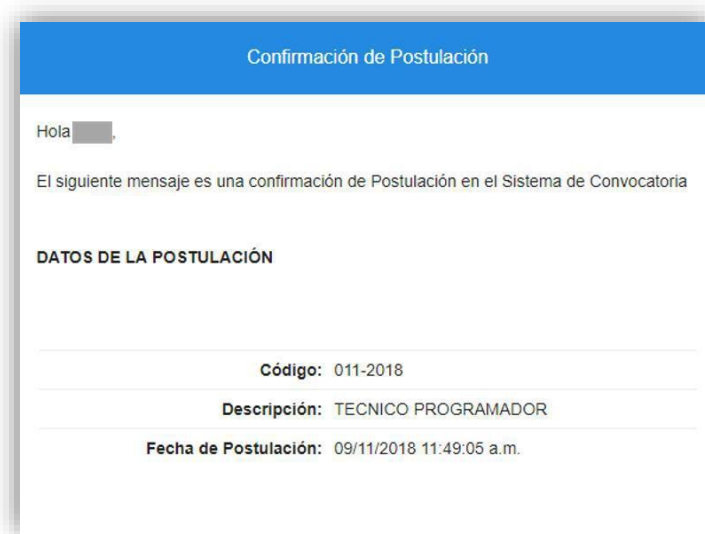 Confirmación de Postulación
Hola ,
El siguiente mensaje es una confirmación de Postulación en el Sistema de Convocatoria
DATOS DE LA POSTULACIÓN
Código: 011-2018
Descripción: TECNICO PROGRAMADOR
Fecha de Postulación: 09/11/2018 11:49:05 a.m.